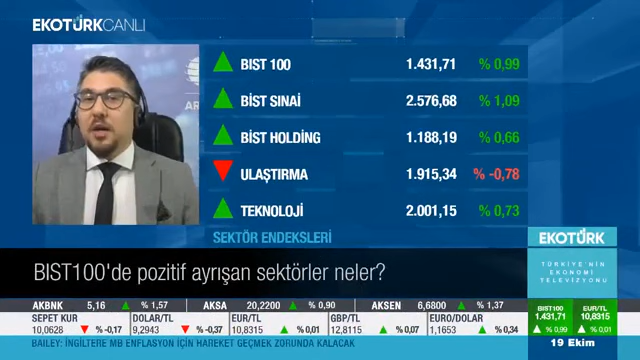 EKOTÜRK CANLI
AR
BIST 100 1.431,71 % 0,99
BİST SINAİ 2.576,68 % 1,09
BİST HOLDİNG 1.188,19 % 0,66
ULAŞTIRMA 1.915,34 % -0,78
TEKNOLOJİ 2.001,15 % 0,73
SEKTÖR ENDEKSLERİ
EKOTÜRK
TÜRKİYE'NİN
EKONOMİ
TELEVİZYONU
BIST100'de pozitif ayrışan sektörler neler?
AKBNK 5,16 % 1,57 AKSA 20,2200 % 0,90 AKSEN 6,6800 % 1,37
SEPET KUR DOLAR/TL EUR/TL GBP/TL EURO/DOLAR
10,0628 % -0,17 9,2943 % -0,37 10,8315 % 0,01 12,8115 % 0,07 1,1653 % 0,34
BIST100 EUR/TL
1.431,71 10,8315
% 0,99 % 0,01
BAILEY: İNGİLTERE MB ENFLASYON İÇİN HAREKET GEÇMEK ZORUNDA KALACAK
19 Ekim